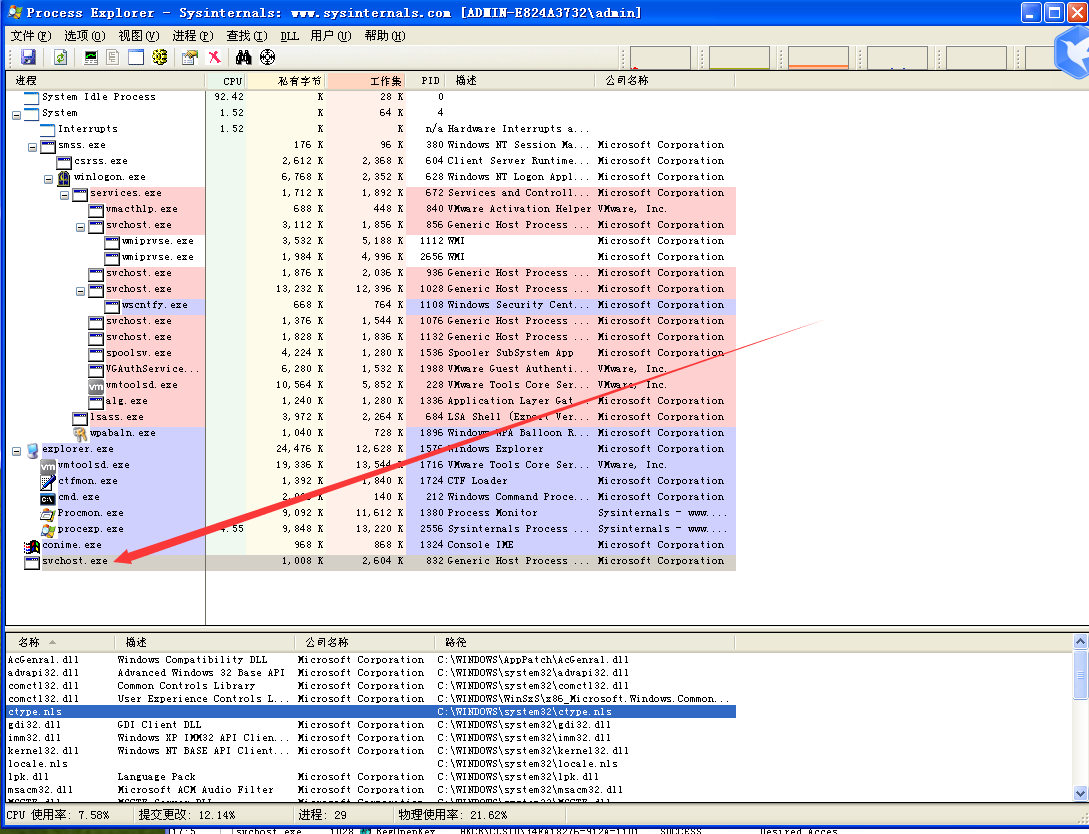 Process Explorer - Sysinternals: www.sysinternals.com [ADMIN-E824A3732\admin]
文件(F) 选项(O) 视图(V) 进程(P) 查找(I) DLL 用户(U) 帮助(H)
进程 CPU 私有字节 工作集 PID 描述 公司名称
System Idle Process 92.42 K 28 K 0
System 1.52 K 64 K 4
Interrupts 1.52 K K n/a Hardware Interrupts a...
smss.exe 176 K 96 K 380 Windows NT Session Ma... Microsoft Corporation
csrss.exe 2,612 K 2,368 K 604 Client Server Runtime... Microsoft Corporation
winlogon.exe 6,768 K 2,352 K 628 Windows NT Logon Appl... Microsoft Corporation
services.exe 1,712 K 1,892 K 672 Services and Controll... Microsoft Corporation
vmacthlp.exe 688 K 448 K 840 VMware Activation Helper VMware, Inc.
svchost.exe 3,112 K 1,856 K 856 Generic Host Process ... Microsoft Corporation
wmiprvse.exe 3,532 K 5,188 K 1112 WMI Microsoft Corporation
wmiprvse.exe 1,984 K 4,996 K 2656 WMI Microsoft Corporation
svchost.exe 1,876 K 2,036 K 936 Generic Host Process ... Microsoft Corporation
svchost.exe 13,232 K 12,396 K 1028 Generic Host Process ... Microsoft Corporation
wscntfy.exe 668 K 764 K 1108 Windows Security Cent... Microsoft Corporation
svchost.exe 1,376 K 1,544 K 1076 Generic Host Process ... Microsoft Corporation
svchost.exe 1,828 K 1,836 K 1132 Generic Host Process ... Microsoft Corporation
spoolsv.exe 4,224 K 1,280 K 1536 Spooler SubSystem App Microsoft Corporation
VGAuthService... 6,280 K 1,532 K 1988 VMware Guest Authenti... VMware, Inc.
vm vmtoolsd.exe 10,564 K 5,852 K 228 VMware Tools Core Ser... VMware, Inc.
alg.exe 1,240 K 1,280 K 1336 Application Layer Gat... Microsoft Corporation
lsass.exe 3,972 K 2,264 K 684 LSA Shell (Export Ver... Microsoft Corporation
wpabaln.exe 1,040 K 728 K 1896 Windows WPA Balloon R... Microsoft Corporation
explorer.exe 24,476 K 12,628 K 1576 Windows Explorer Microsoft Corporation
vm vmtoolsd.exe 19,336 K 13,544 K 1716 VMware Tools Core Ser... VMware, Inc.
ctfmon.exe 1,392 K 1,840 K 1724 CTF Loader Microsoft Corporation
C:\ cmd.exe K 140 K 212 Windows Command Proce... Microsoft Corporation
Procmon.exe 9,092 K 11,612 K 1380 Process Monitor Sysinternals - www....
procexp.exe 9,848 K 13,220 K 2556 Sysinternals Process ... Sysinternals - www....
conime.exe 968 K 868 K 1324 Console IME Microsoft Corporation
svchost.exe 1,008 K 2,604 K 832 Generic Host Process ... Microsoft Corporation
名称 描述 公司名称 路径
AcGenral.dll Windows Compatibility DLL Microsoft Corporation C:\WINDOWS\AppPatch\AcGenral.dll
advapi32.dll Advanced Windows 32 Base API Microsoft Corporation C:\WINDOWS\system32\advapi32.dll
comctl32.dll Common Controls Library Microsoft Corporation C:\WINDOWS\system32\comctl32.dll
comctl32.dll User Experience Controls L... Microsoft Corporation C:\WINDOWS\WinSxS\x86_Microsoft.Windows.Common...
ctype.nls C:\WINDOWS\system32\ctype.nls
gdi32.dll GDI Client DLL Microsoft Corporation C:\WINDOWS\system32\gdi32.dll
imm32.dll Windows XP IMM32 API Clien... Microsoft Corporation C:\WINDOWS\system32\imm32.dll
kernel32.dll Windows NT BASE API Client... Microsoft Corporation C:\WINDOWS\system32\kernel32.dll
locale.nls C:\WINDOWS\system32\locale.nls
lpk.dll Language Pack Microsoft Corporation C:\WINDOWS\system32\lpk.dll
msacm32.dll Microsoft ACM Audio Filter Microsoft Corporation C:\WINDOWS\system32\msacm32.dll
CPU 使用率: 7.58% 提交更改: 12.14% 进程: 29 物理使用率: 21.62%